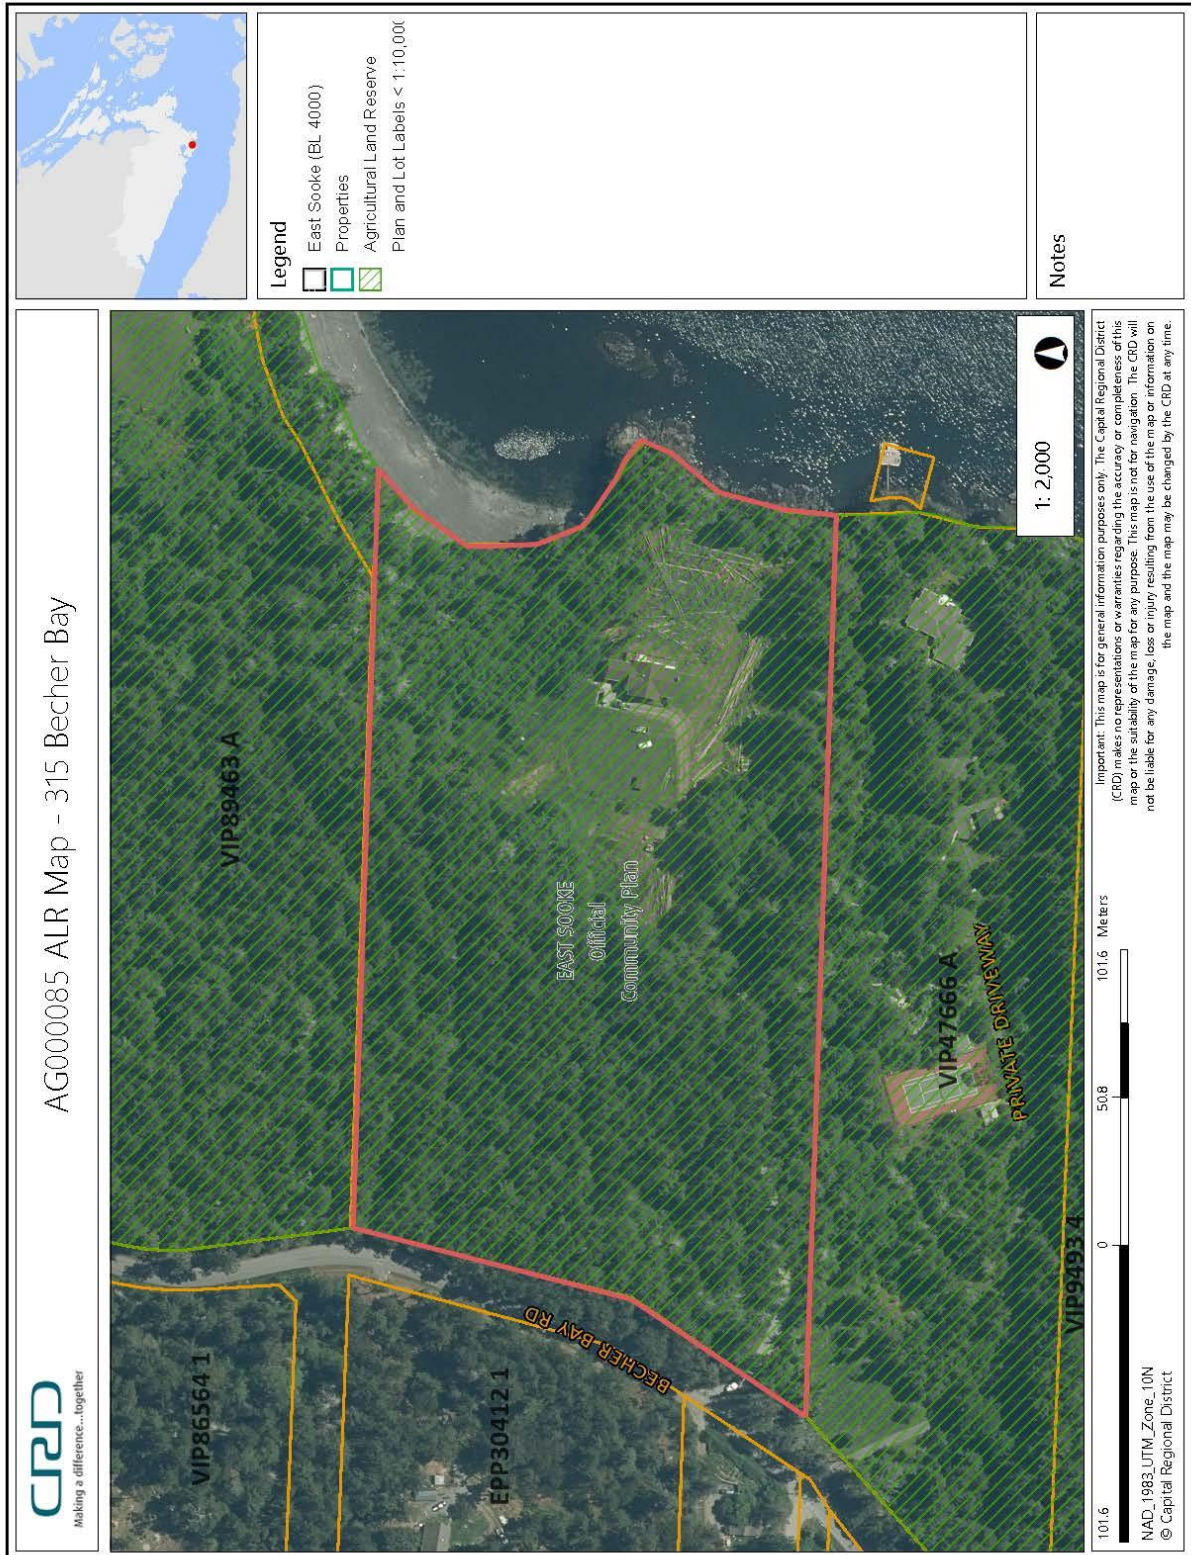 CRD
Making a difference...together
AG000085 ALR Map - 315 Becher Bay
VIP86564 1
VIP89463 A
EPP30412 1
BECHER BAY RD
EAST SOOKE
Official
Community Plan
VIP47666 A
PRIVATE DRIVEWAY
VIP9493 4
1: 2,000
Legend
East Sooke (BL 4000)
Properties
Agricultural Land Reserve
Plan and Lot Labels < 1:10,00(
Notes
101.6 0 50.8 101.6 Meters
NAD_1983_UTM_Zone_10N
© Capital Regional District
Important: This map is for general information purposes only. The Capital Regional District
(CRD) makes no representations or warranties regarding the accuracy or completeness of this
map or the suitability of the map for any purpose. This map is not for navigation. The CRD will
not be liable for any damage, loss or injury resulting from the use of the map or information on
the map and the map may be changed by the CRD at any time.